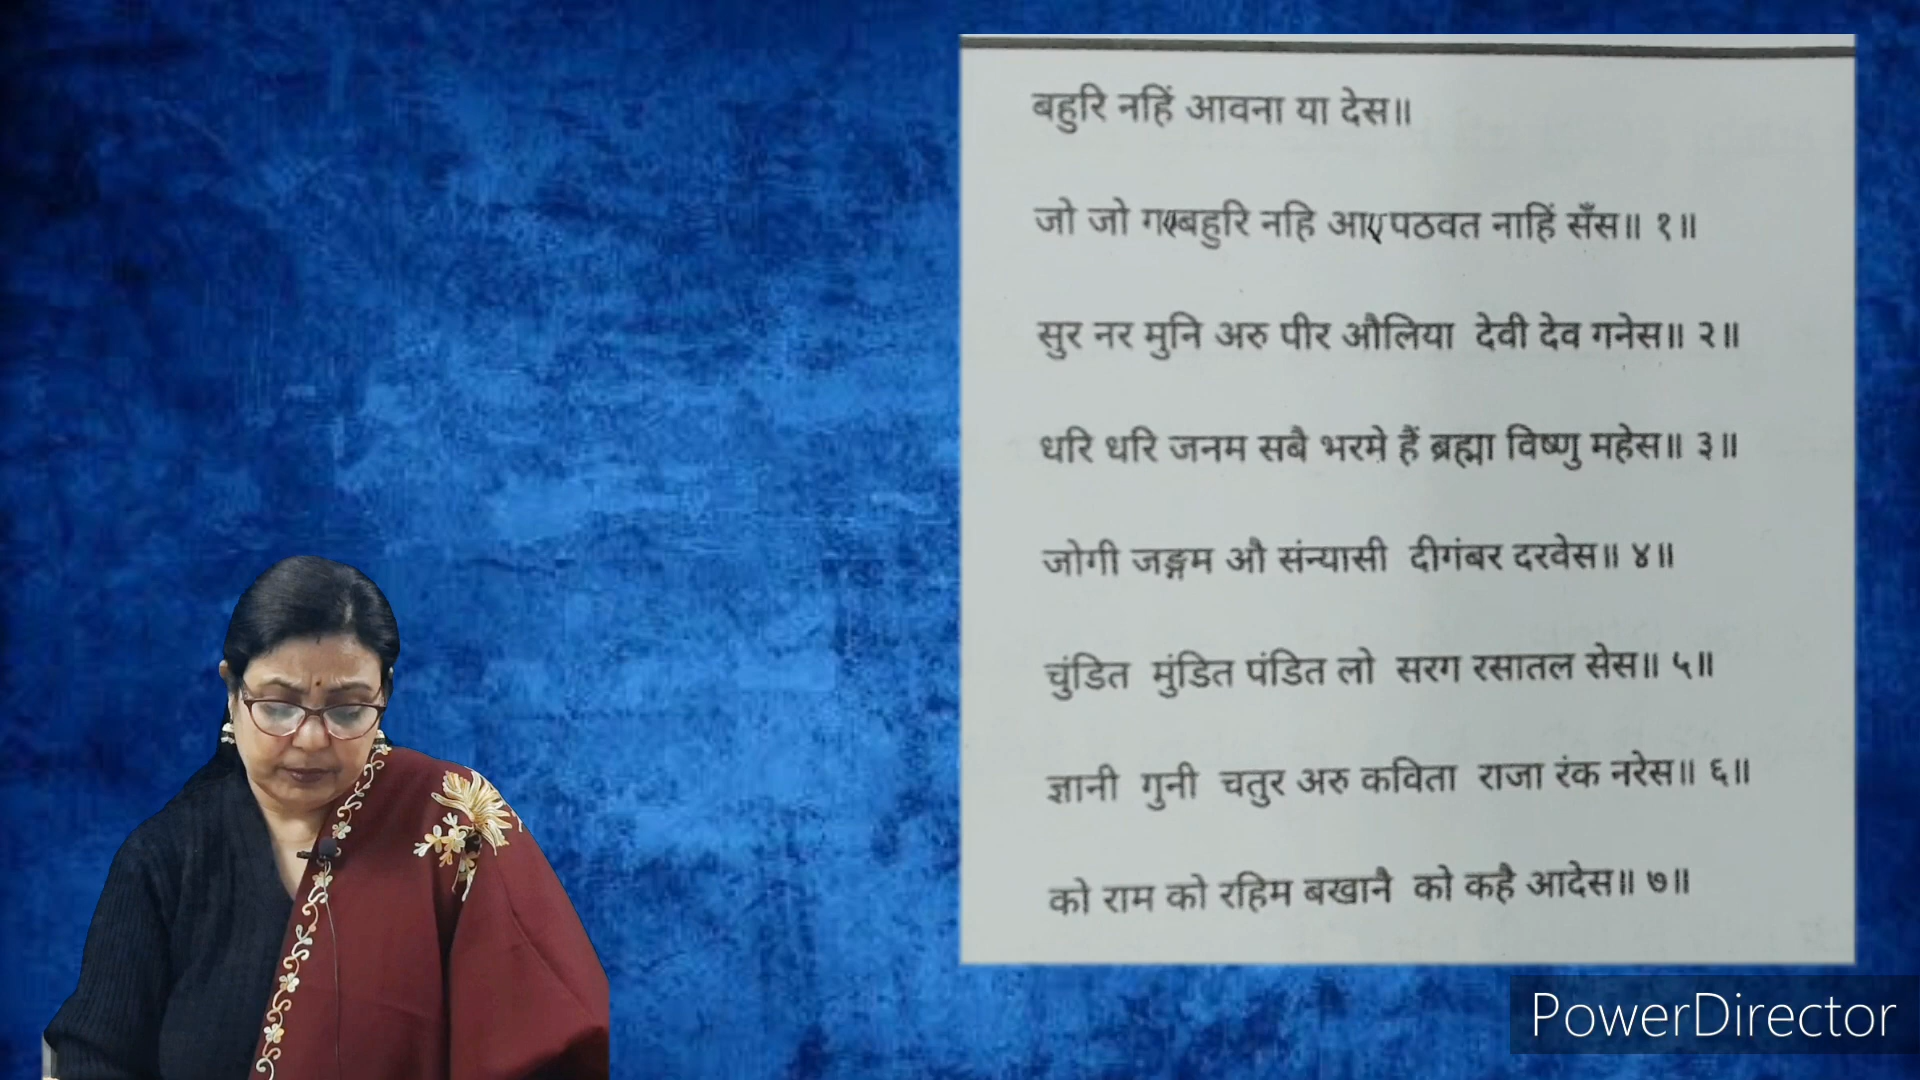 बहुरि नहिं आवना या देस॥
जो जो गए बहुरि नहि आए पठवत नाहिं सँस॥ १॥
सुर नर मुनि अरु पीर औलिया देवी देव गनेस॥ २॥
धरि धरि जनम सबै भरमे हैं ब्रह्मा विष्णु महेस॥ ३॥
जोगी जङ्गम औ संन्यासी दीगंबर दरवेस॥ ४॥
चुंडित मुंडित पंडित लो सरग रसातल सेस॥ ५॥
ज्ञानी गुनी चतुर अरु कविता राजा रंक नरेस॥ ६॥
को राम को रहिम बखानै को कहै आदेस॥ ७॥
PowerDirector